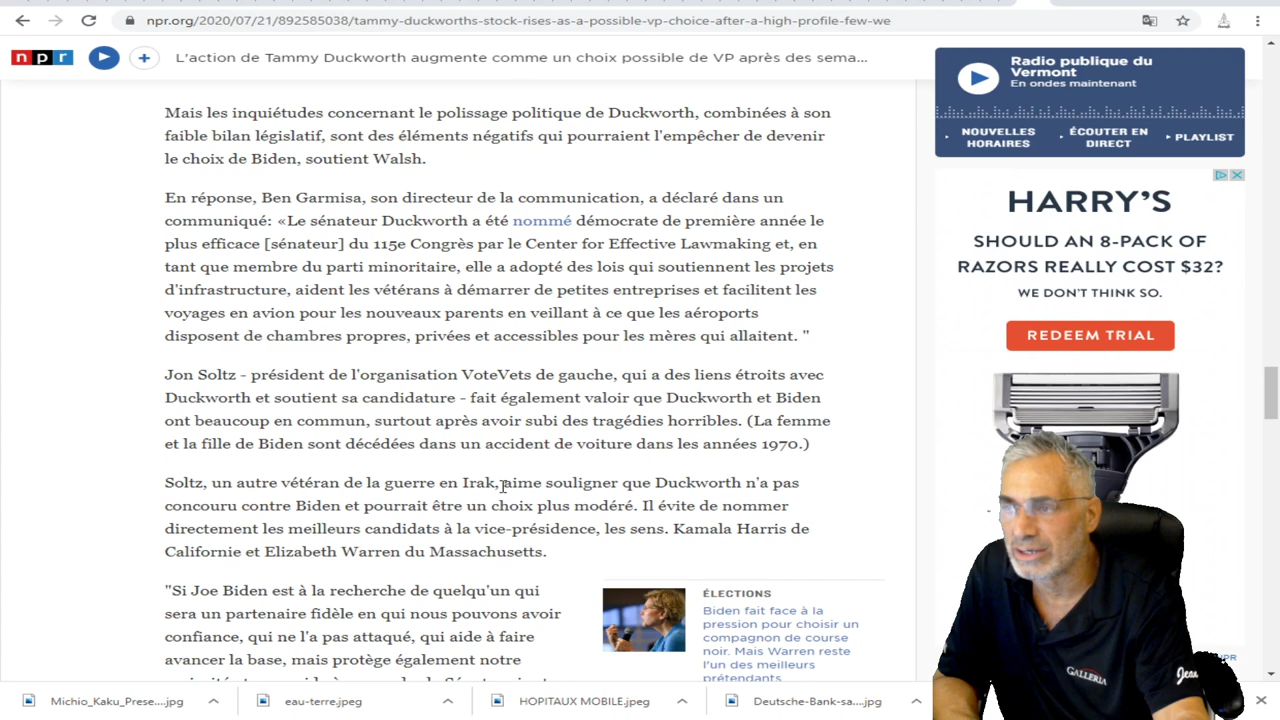 npr.org/2020/07/21/892585038/tammy-duckworths-stock-rises-as-a-possible-vp-choice-after-a-high-profile-few-we
npr
L'action de Tammy Duckworth augmente comme un choix possible de VP après des sema...
Mais les inquiétudes concernant le polissage politique de Duckworth, combinées à son
faible bilan législatif, sont des éléments négatifs qui pourraient l'empêcher de devenir
le choix de Biden, soutient Walsh.
En réponse, Ben Garmisa, son directeur de la communication, a déclaré dans un
communiqué: «Le sénateur Duckworth a été nommé démocrate de première année le
plus efficace [sénateur] du 115e Congrès par le Center for Effective Lawmaking et, en
tant que membre du parti minoritaire, elle a adopté des lois qui soutiennent les projets
d'infrastructure, aident les vétérans à démarrer de petites entreprises et facilitent les
voyages en avion pour les nouveaux parents en veillant à ce que les aéroports
disposent de chambres propres, privées et accessibles pour les mères qui allaitent. "
Jon Soltz - président de l'organisation VoteVets de gauche, qui a des liens étroits avec
Duckworth et soutient sa candidature - fait également valoir que Duckworth et Biden
ont beaucoup en commun, surtout après avoir subi des tragédies horribles. (La femme
et la fille de Biden sont décédées dans un accident de voiture dans les années 1970.)
Soltz, un autre vétéran de la guerre en Irak, aime souligner que Duckworth n'a pas
concouru contre Biden et pourrait être un choix plus modéré. Il évite de nommer
directement les meilleurs candidats à la vice-présidence, les sens. Kamala Harris de
Californie et Elizabeth Warren du Massachusetts.
"Si Joe Biden est à la recherche de quelqu'un qui
sera un partenaire fidèle en qui nous pouvons avoir
confiance, qui ne l'a pas attaqué, qui aide à faire
avancer la base, mais protège également notre
ÉLECTIONS
Biden fait face à la
pression pour choisir un
compagnon de course
noir. Mais Warren reste
l'un des meilleurs
prétendants
Radio publique du
Vermont
En ondes maintenant
NOUVELLES HORAIRES
ÉCOUTER EN DIRECT
PLAYLIST
HARRY'S
SHOULD AN 8-PACK OF
RAZORS REALLY COST $32?
WE DON'T THINK SO.
REDEEM TRIAL
GALLERIA
Jean
Michio_Kaku_Prese....jpg
eau-terre.jpeg
HOPITAUX MOBILE.jpeg
Deutsche-Bank-sa....jpg